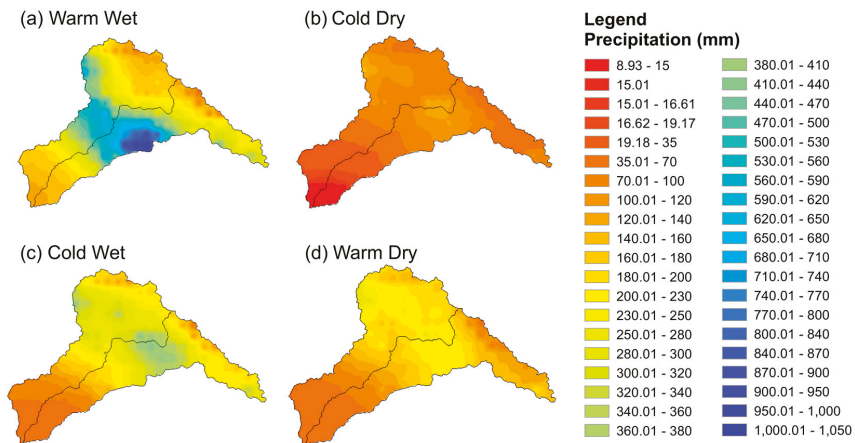 (a) Warm Wet
(b) Cold Dry
(c) Cold Wet
(d) Warm Dry
Legend
Precipitation (mm)
8.93 - 15
15.01
15.01 - 16.61
16.62 - 19.17
19.18 - 35
35.01 - 70
70.01 - 100
100.01 - 120
120.01 - 140
140.01 - 160
160.01 - 180
180.01 - 200
200.01 - 230
230.01 - 250
250.01 - 280
280.01 - 300
300.01 - 320
320.01 - 340
340.01 - 360
360.01 - 380
380.01 - 410
410.01 - 440
440.01 - 470
470.01 - 500
500.01 - 530
530.01 - 560
560.01 - 590
590.01 - 620
620.01 - 650
650.01 - 680
680.01 - 710
710.01 - 740
740.01 - 770
770.01 - 800
800.01 - 840
840.01 - 870
870.01 - 900
900.01 - 950
950.01 - 1,000
1,000.01 - 1,050